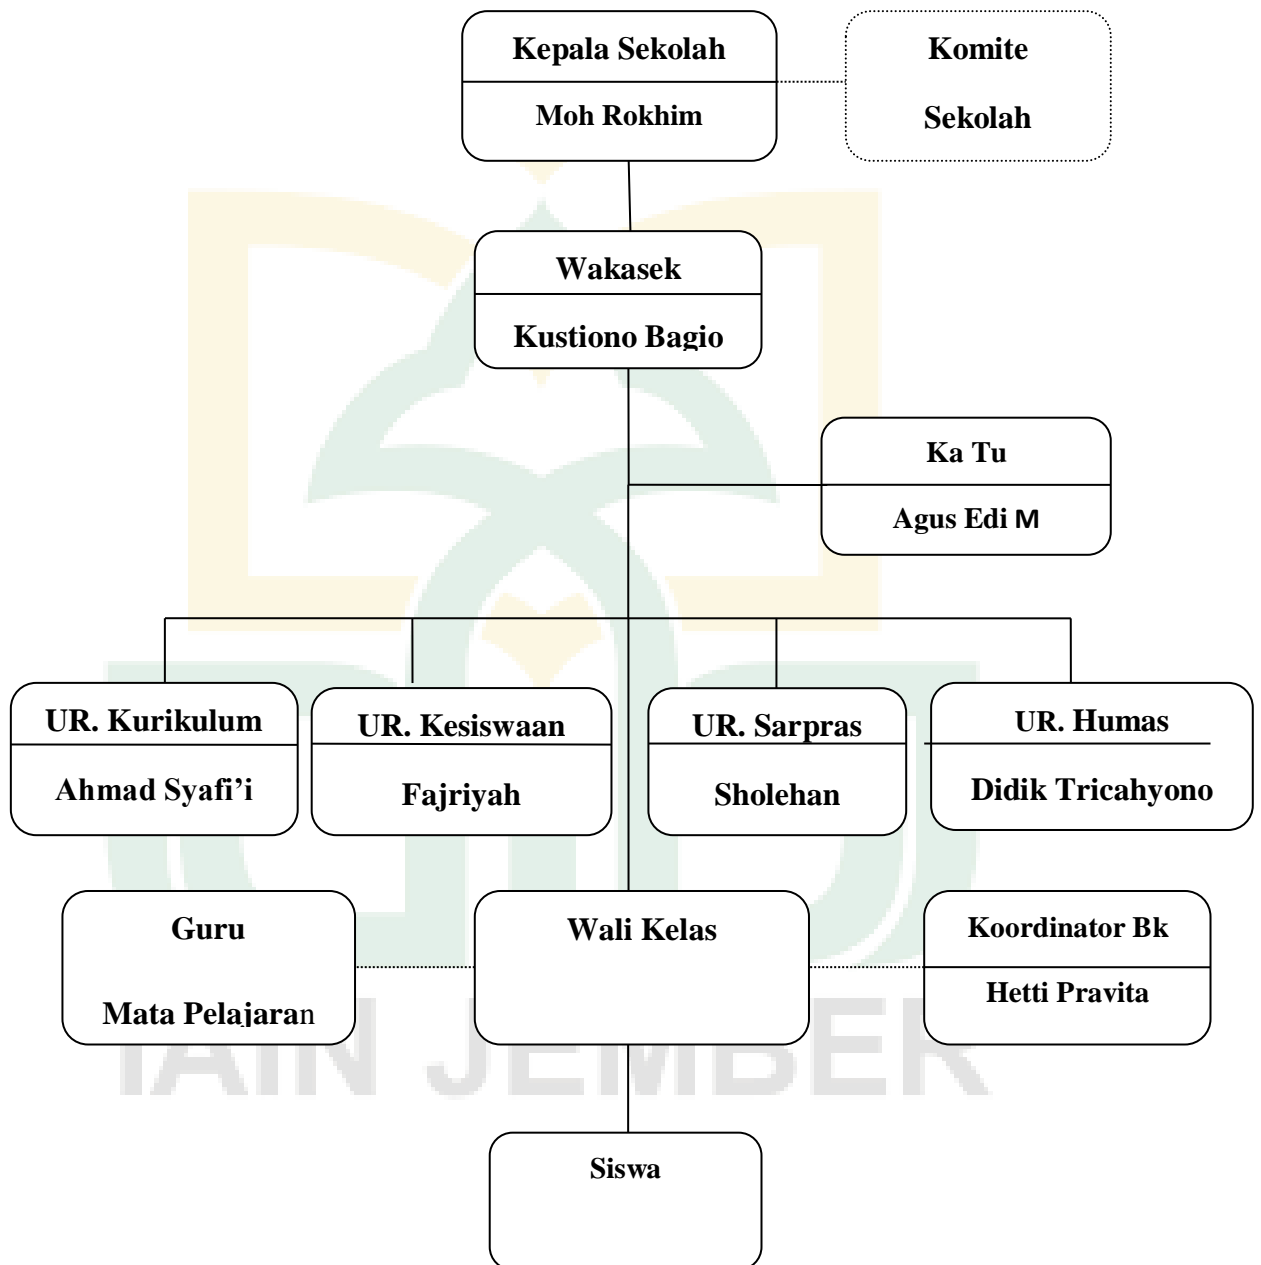 Kepala Sekolah
Moh Rokhim
Komite
Sekolah
Wakasek
Kustiono Bagio
Ka Tu
Agus Edi M
UR. Kurikulum
Ahmad Syafi’i
UR. Kesiswaan
Fajriyah
UR. Sarpras
Sholehan
UR. Humas
Didik Tricahyono
Guru
Mata Pelajaran
Wali Kelas
Koordinator Bk
Hetti Pravita
IAIN JEMBER
Siswa